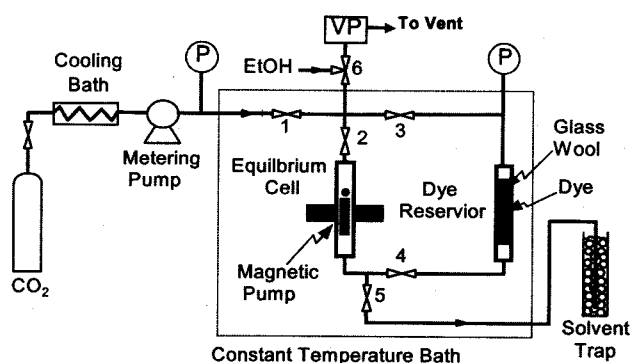 VP
To Vent
P
EtOH
6
P
Cooling
Bath
1
3
2
Metering
Pump
Glass
Wool
Equilbrium
Cell
Dye
Reservior
Dye
4
Magnetic
Pump
5
CO2
Solvent
Trap
Constant Temperature Bath